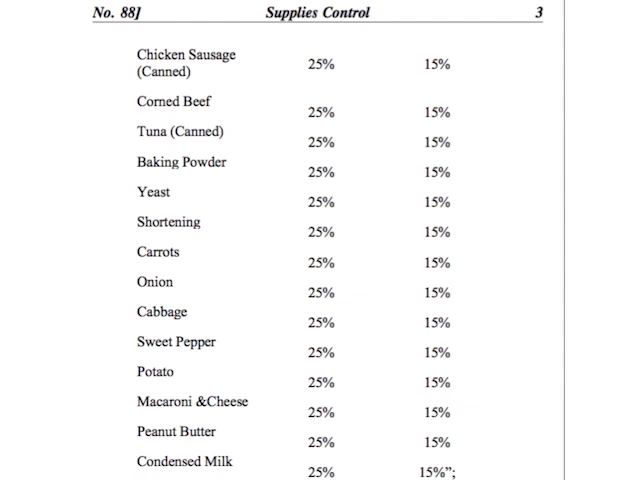 No. 88] Supplies Control 3
Chicken Sausage
(Canned) 25% 15%
Corned Beef 25% 15%
Tuna (Canned) 25% 15%
Baking Powder 25% 15%
Yeast 25% 15%
Shortening 25% 15%
Carrots 25% 15%
Onion 25% 15%
Cabbage 25% 15%
Sweet Pepper 25% 15%
Potato 25% 15%
Macaroni &Cheese 25% 15%
Peanut Butter 25% 15%
Condensed Milk 25% 15%”;